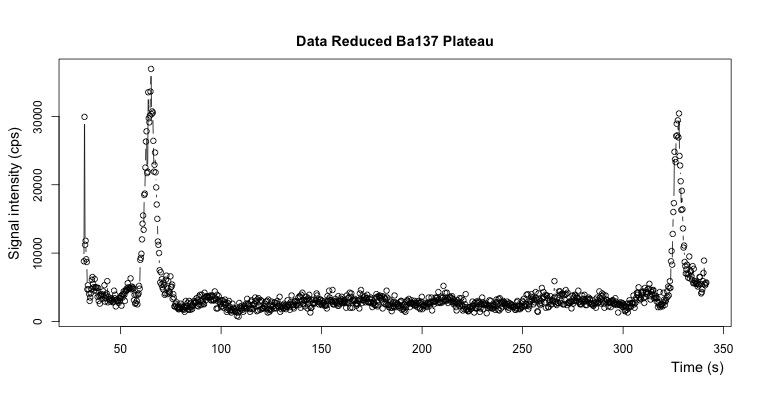 Data Reduced Ba137 Plateau
Signal intensity (cps)
30000
20000
10000
0
50 100 150 200 250 300 350
Time (s)